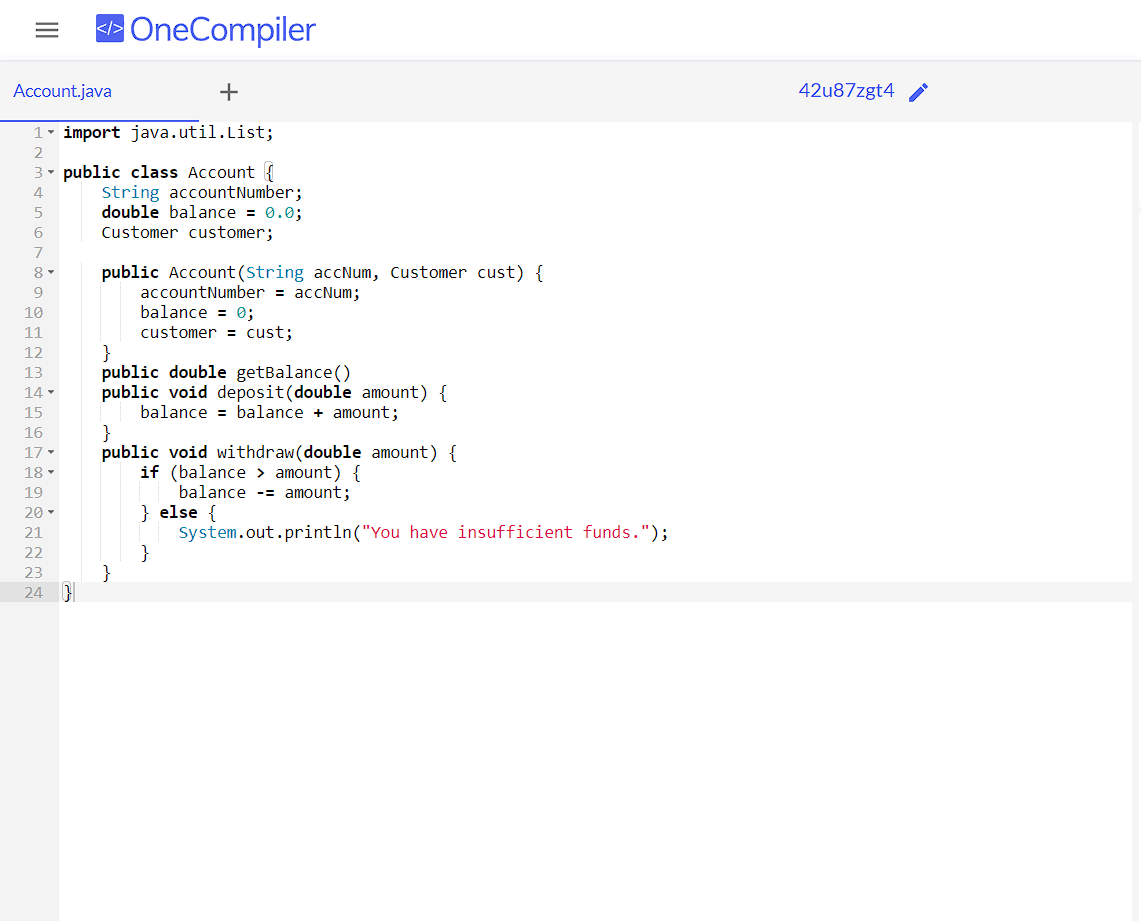 </> OneCompiler
Account.java + 42u87zgt4
1 import java.util.List;
2
3 public class Account {
4     String accountNumber;
5     double balance = 0.0;
6     Customer customer;
7
8     public Account(String accNum, Customer cust) {
9         accountNumber = accNum;
10         balance = 0;
11         customer = cust;
12     }
13     public double getBalance()
14     public void deposit(double amount) {
15         balance = balance + amount;
16     }
17     public void withdraw(double amount) {
18         if (balance > amount) {
19             balance -= amount;
20         } else {
21             System.out.println("You have insufficient funds.");
22         }
23     }
24 }